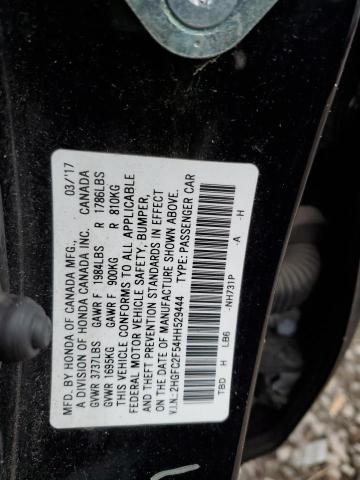 MFD. BY HONDA OF CANADA MFG., 03/'17
A DIVISION OF HONDA CANADA INC. CANADA
GVWR 3737LBS GAWR F 1984LBS R 1786LBS
GVWR 1695KG GAWR F 900KG R 810KG
THIS VEHICLE CONFORMS TO ALL APPLICABLE
FEDERAL MOTOR VEHICLE SAFETY, BUMPER,
AND THEFT PREVENTION STANDARDS IN EFFECT
ON THE DATE OF MANUFACTURE SHOWN ABOVE.
V.I.N.: 2HGFC2F54HH529444 TYPE: PASSENGER CAR
TBD H LB6 -NH731P -A -H